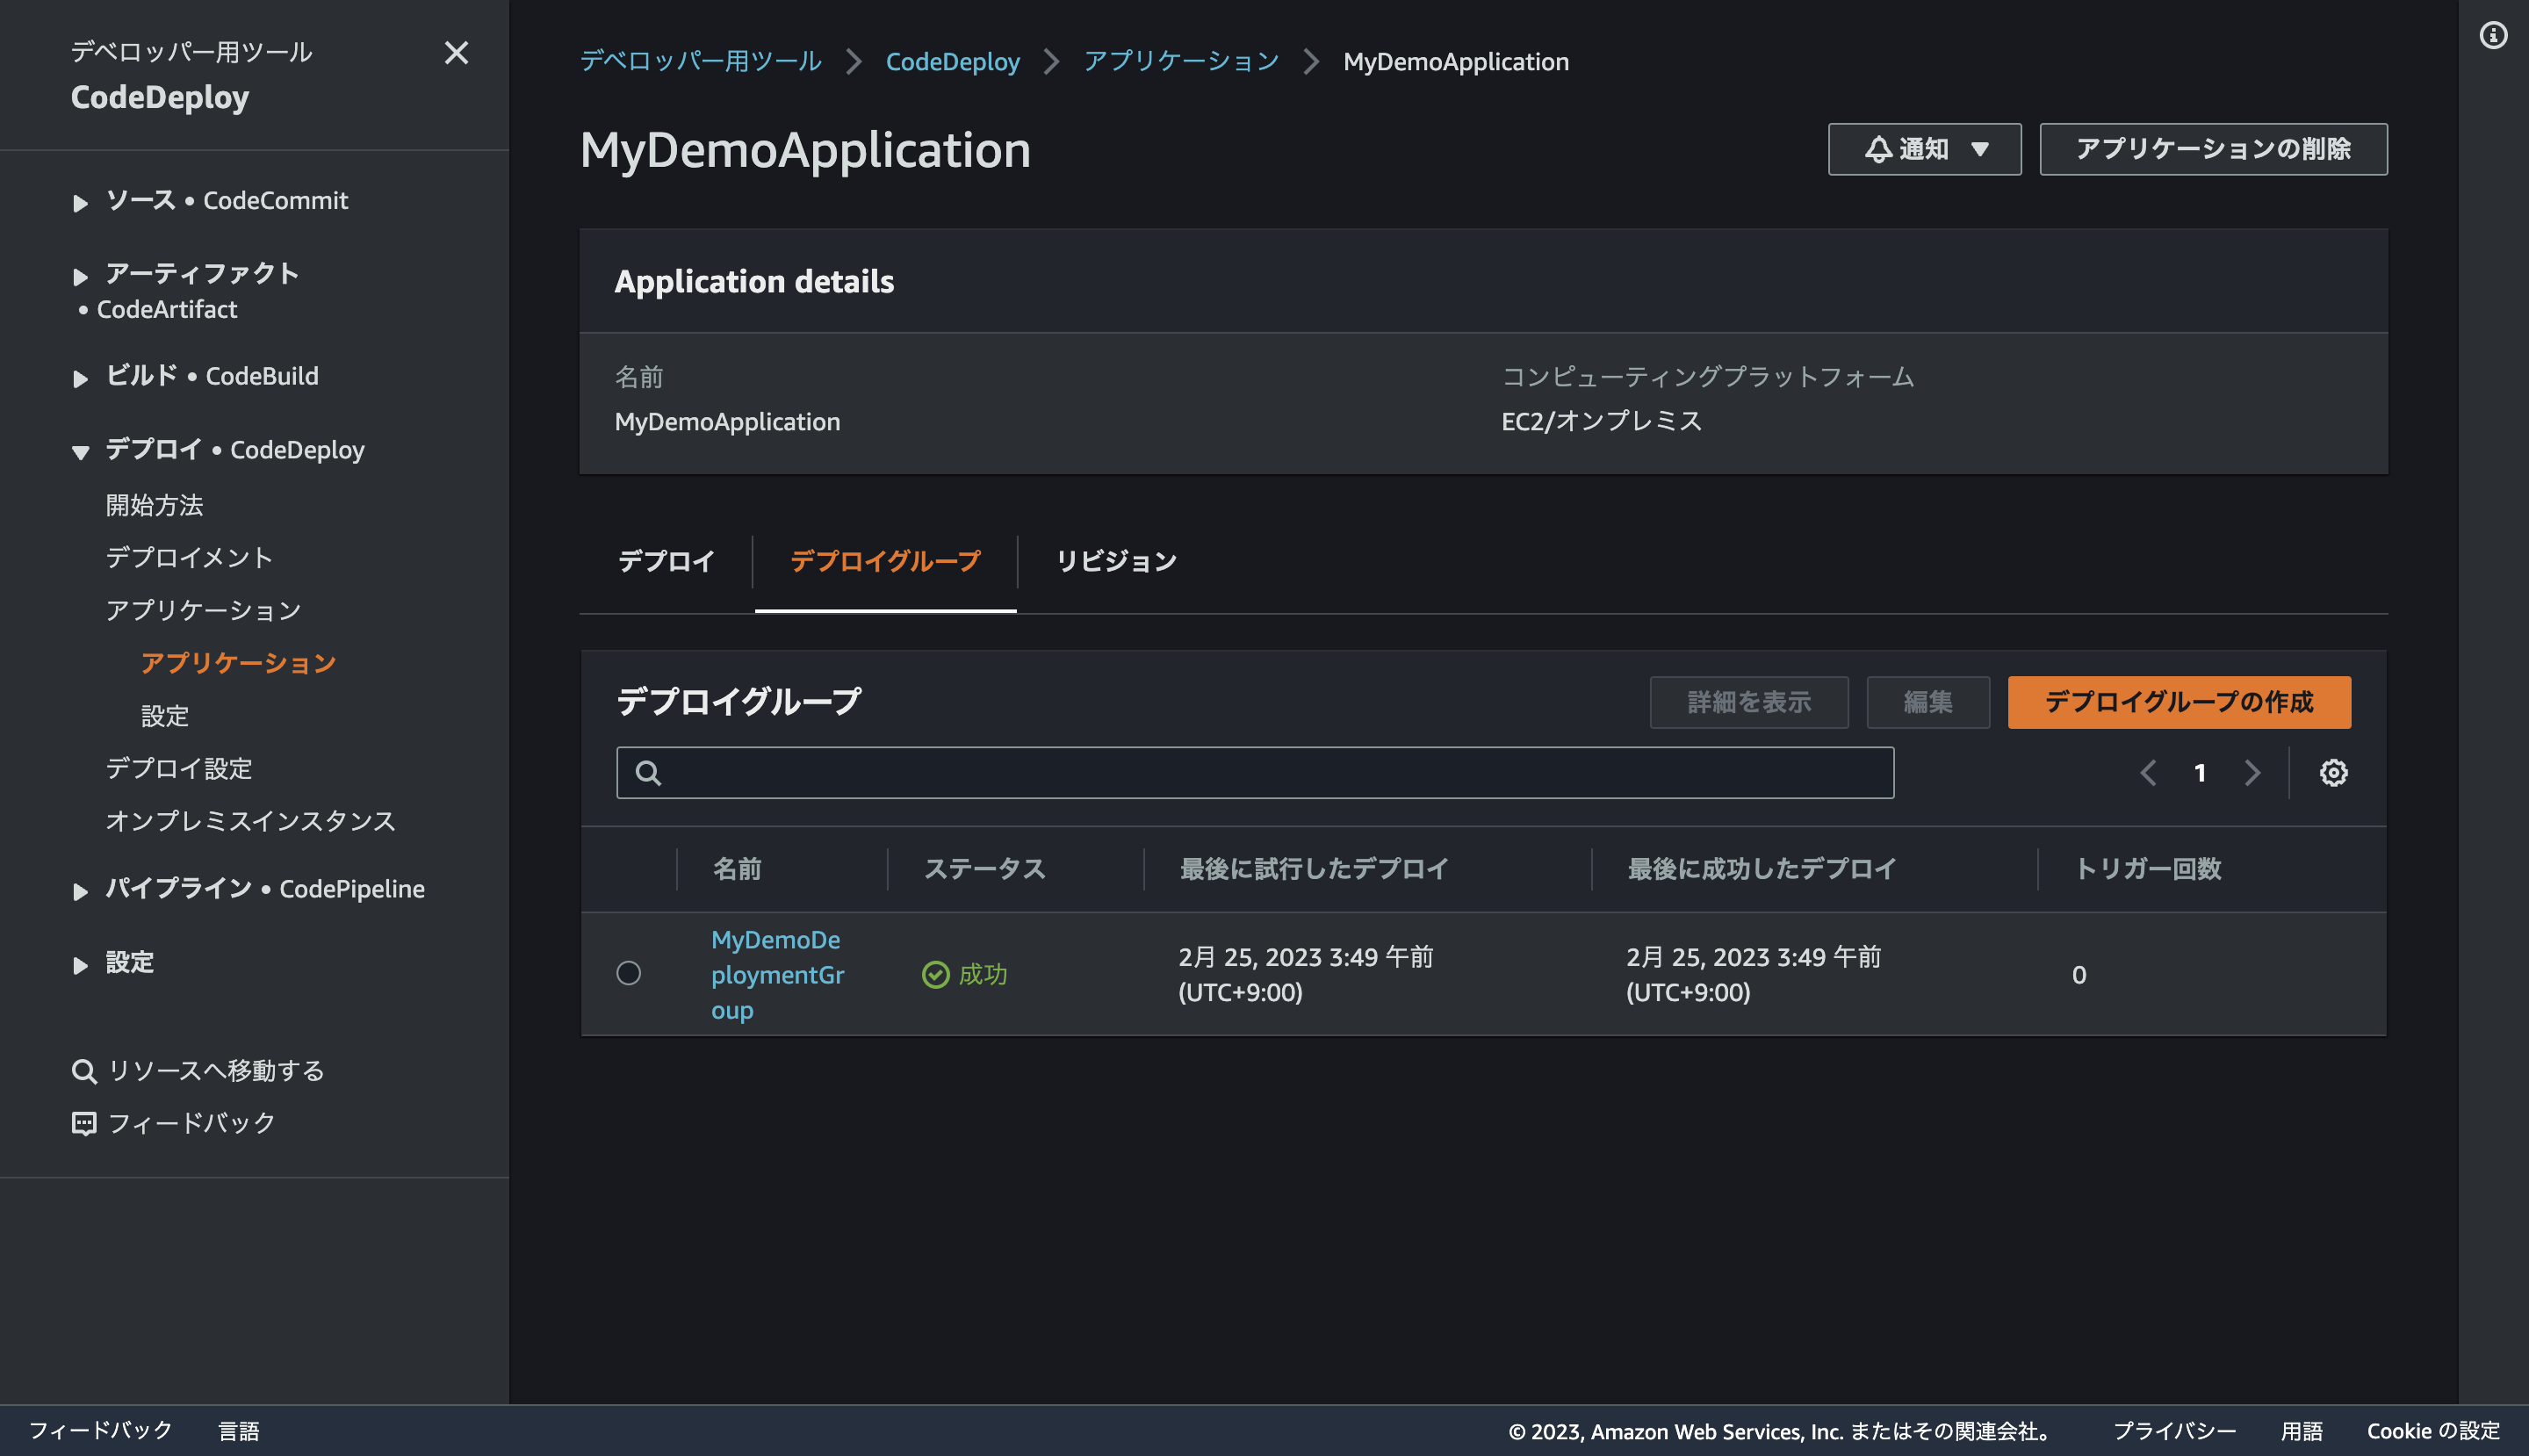 デベロッパー用ツール
CodeDeploy
ソース • CodeCommit
アーティファクト
• CodeArtifact
ビルド • CodeBuild
デプロイ • CodeDeploy
開始方法
デプロイメント
アプリケーション
アプリケーション
設定
デプロイ設定
オンプレミスインスタンス
パイプライン • CodePipeline
設定
リソースへ移動する
フィードバック
デベロッパー用ツール > CodeDeploy > アプリケーション > MyDemoApplication
MyDemoApplication
通知
アプリケーションの削除
Application details
名前
MyDemoApplication
コンピューティングプラットフォーム
EC2/オンプレミス
デプロイ
デプロイグループ
リビジョン
デプロイグループ
詳細を表示
編集
デプロイグループの作成
1
名前
ステータス
最後に試行したデプロイ
最後に成功したデプロイ
トリガー回数
MyDemoDe
ploymentGr
oup
成功
2月 25, 2023 3:49 午前
(UTC+9:00)
2月 25, 2023 3:49 午前
(UTC+9:00)
0
フィードバック
言語
© 2023, Amazon Web Services, Inc. またはその関連会社。
プライバシー
用語
Cookie の設定